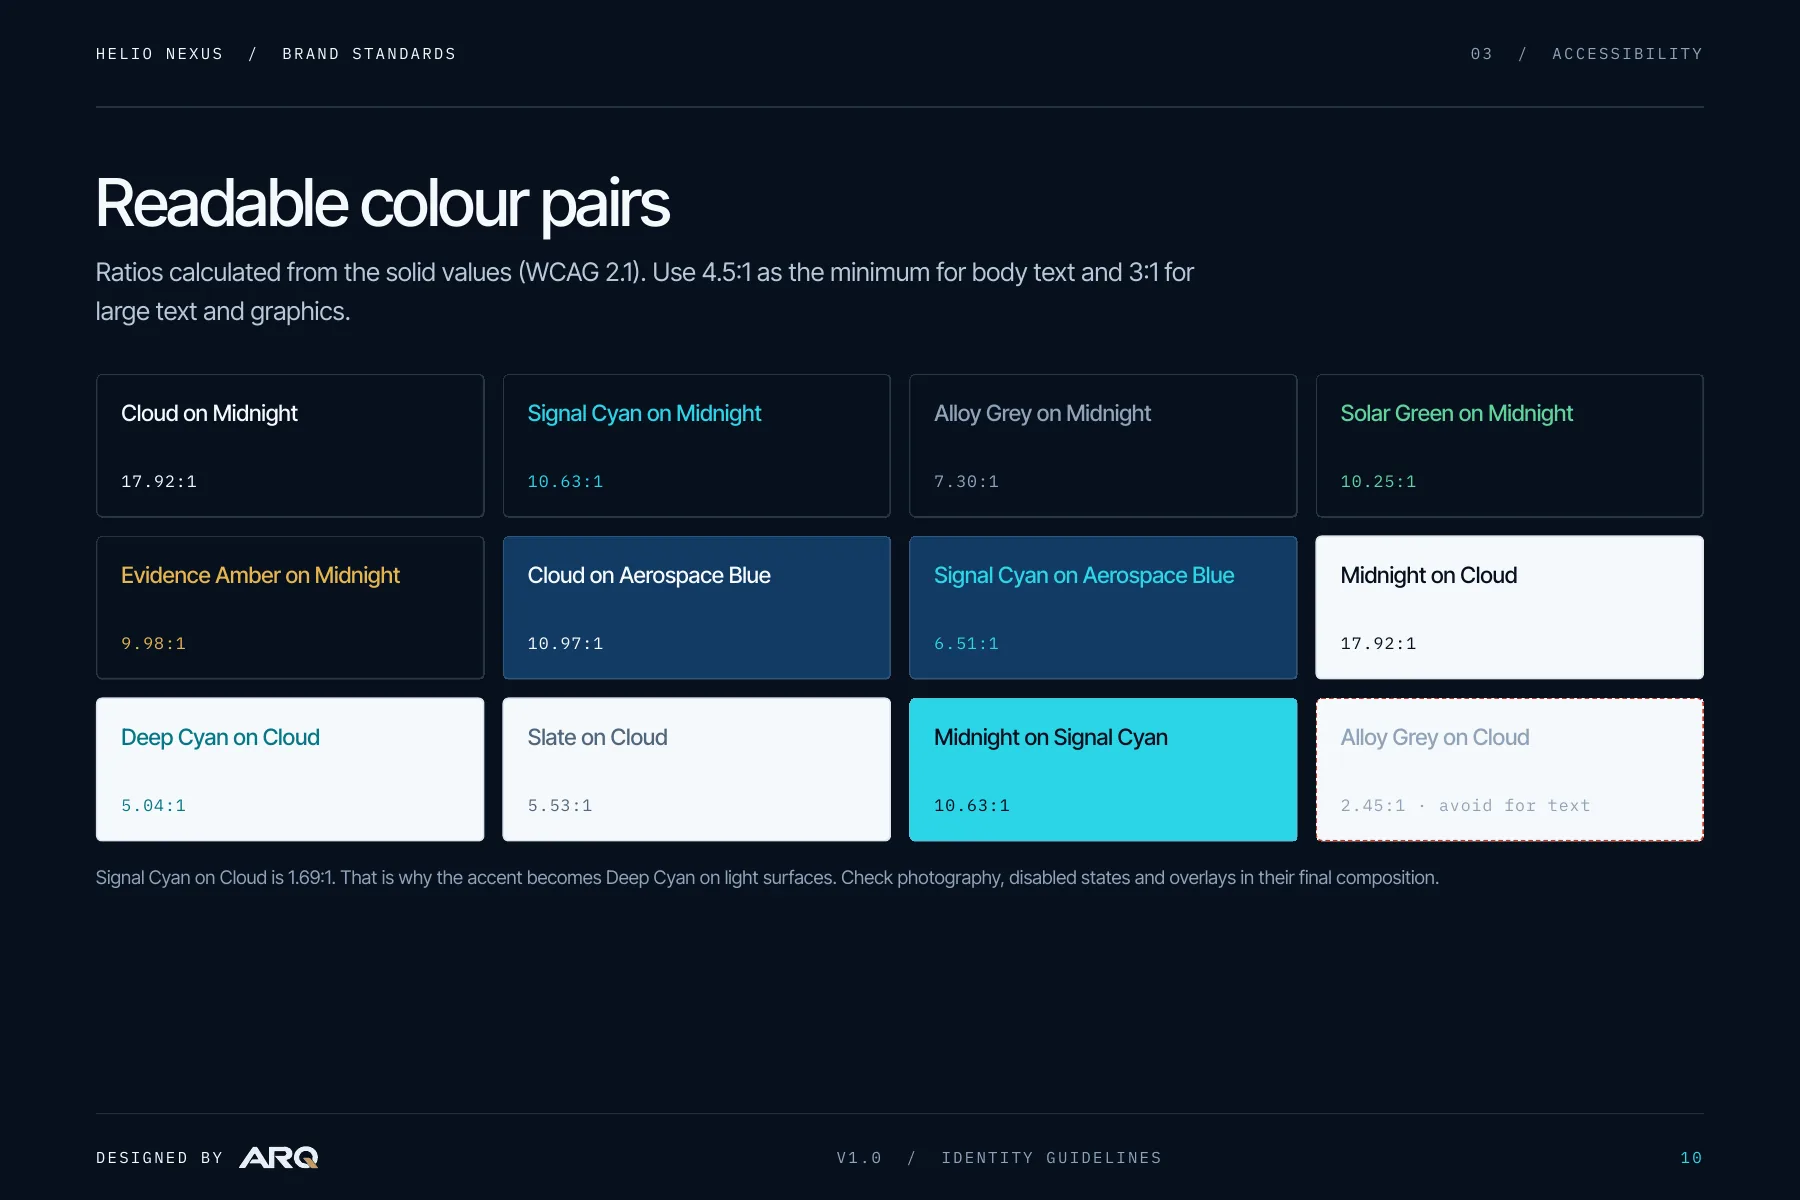 HELIO NEXUS / BRAND STANDARDS
03 / ACCESSIBILITY
Readable colour pairs
Ratios calculated from the solid values (WCAG 2.1). Use 4.5:1 as the minimum for body text and 3:1 for
large text and graphics.
Cloud on Midnight
17.92:1
Signal Cyan on Midnight
10.63:1
Alloy Grey on Midnight
7.30:1
Solar Green on Midnight
10.25:1
Evidence Amber on Midnight
9.98:1
Cloud on Aerospace Blue
10.97:1
Signal Cyan on Aerospace Blue
6.51:1
Midnight on Cloud
17.92:1
Deep Cyan on Cloud
5.04:1
Slate on Cloud
5.53:1
Midnight on Signal Cyan
10.63:1
Alloy Grey on Cloud
2.45:1 · avoid for text
Signal Cyan on Cloud is 1.69:1. That is why the accent becomes Deep Cyan on light surfaces. Check photography, disabled states and overlays in their final composition.
DESIGNED BY ARQ
V1.0 / IDENTITY GUIDELINES
10